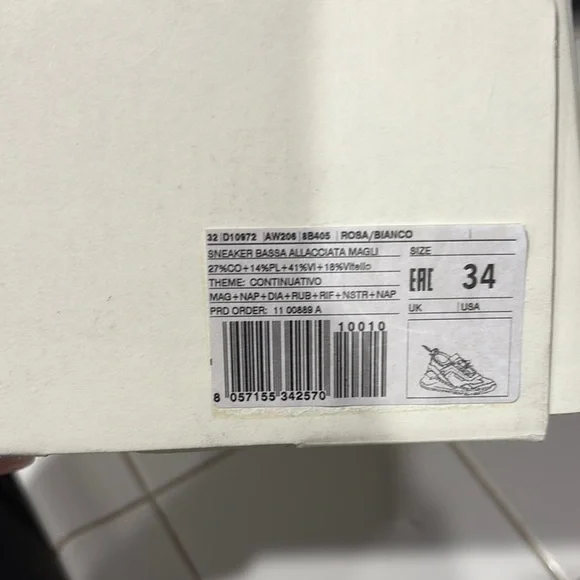 32 D10972 AW206 8B405 ROSA/BIANCO
SNEAKER BASSA ALLACCIATA MAGLI
27%CO+14%PL+41%VI+18%Vitello
THEME: CONTINUATIVO
MAG+NAP+DIA+RUB+RIF+NSTR+NAP
PRD ORDER: 11 00889 A
10010
8 057155 342570
SIZE
EAC 34
UK USA